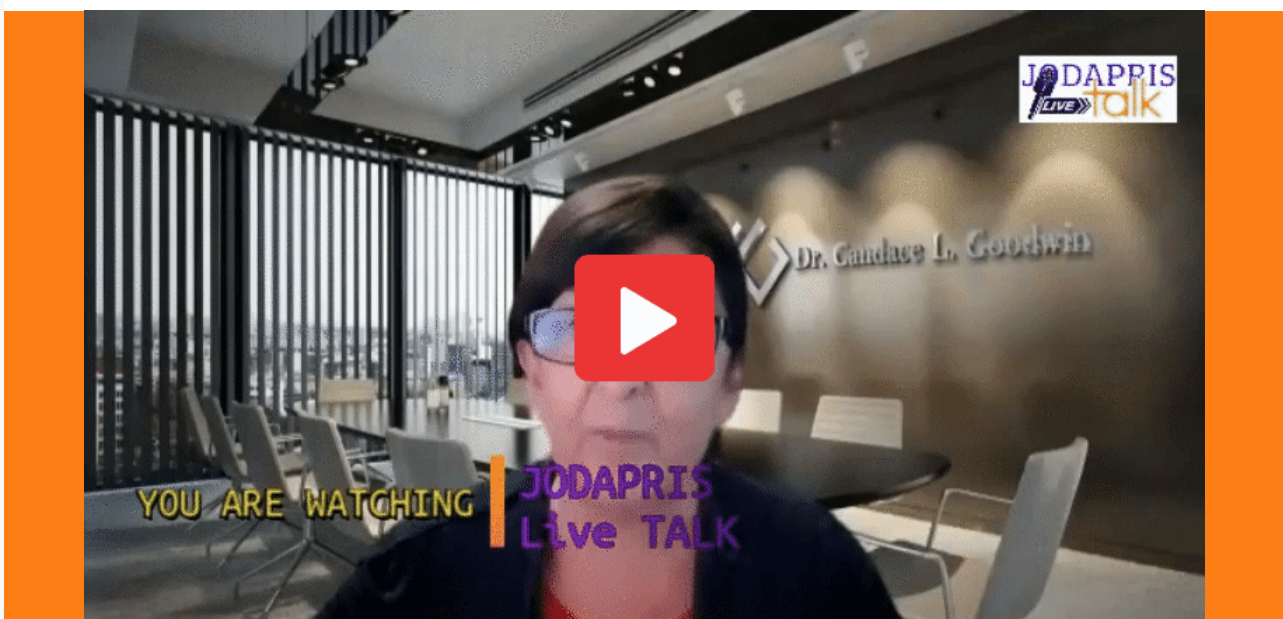 JODAPRIS
LIVE talk
Dr. Candace L. Goodwin
YOU ARE WATCHING
JODAPRIS
Live TALK